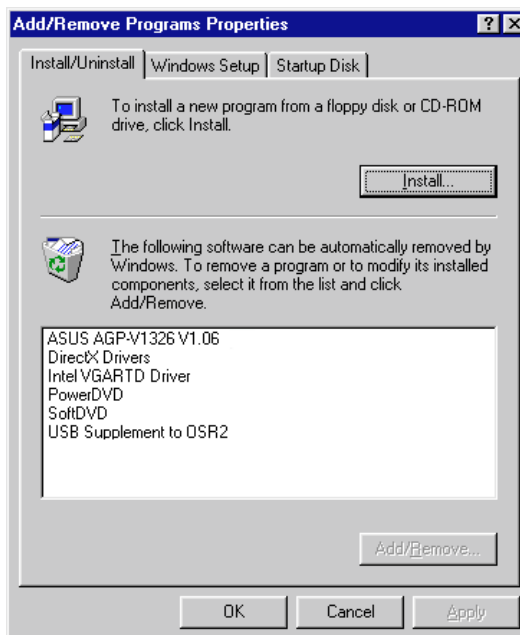 Add/Remove Programs Properties
Install/Uninstall Windows Setup Startup Disk
To install a new program from a floppy disk or CD-ROM
drive, click Install.
Install...
The following software can be automatically removed by
Windows. To remove a program or to modify its installed
components, select it from the list and click
Add/Remove.
ASUS AGP-V1326 V1.06
DirectX Drivers
Intel VGARTD Driver
PowerDVD
SoftDVD
USB Supplement to OSR2
Add/Remove...
OK Cancel Apply